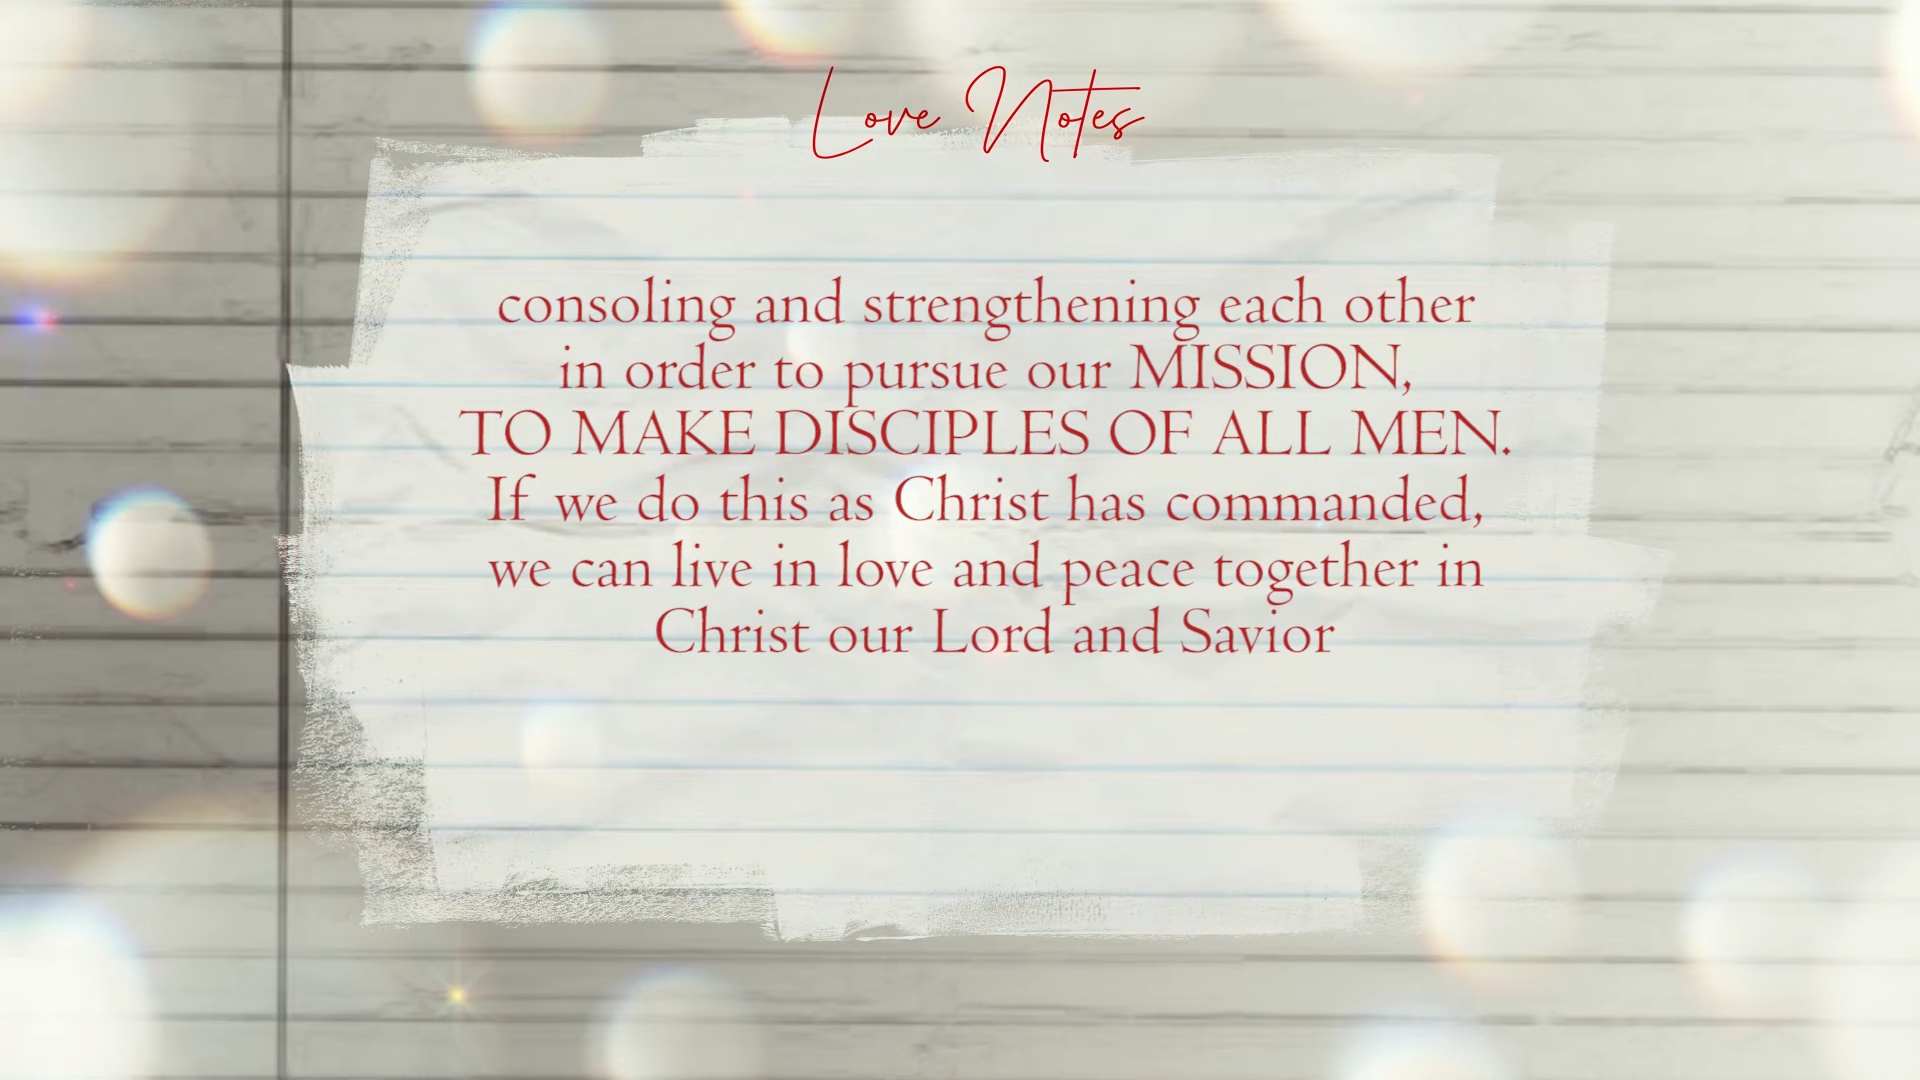 Love Notes
consoling and strengthening each other
in order to pursue our MISSION,
TO MAKE DISCIPLES OF ALL MEN.
If we do this as Christ has commanded,
we can live in love and peace together in
Christ our Lord and Savior